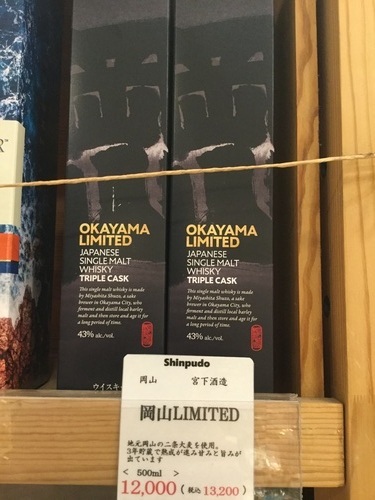 OKAYAMA
LIMITED
JAPANESE
SINGLE MALT
WHISKY
TRIPLE CASK
This single malt whisky is made
by Miyashita Shuzo, a sake
brewer in Okayama City, who
ferment and distill local barley
malt and then store and age it for
a long period of time.
43% alc./vol.
OKAYAMA
LIMITED
JAPANESE
SINGLE MALT
WHISKY
TRIPLE CASK
This single malt whisky is made
by Miyashita Shuzo, a sake
brewer in Okayama City, who
ferment and distill local barley
malt and then store and age it for
a long period of time.
43% alc./vol.
ウイスキ
Shinpudo
岡山 宮下酒造
岡山LIMITED
地元岡山の二条大麦を使用。
3年貯蔵で熟成が進み甘みと旨みが
出ています
< 500ml >
12,000 (税込 13,200)